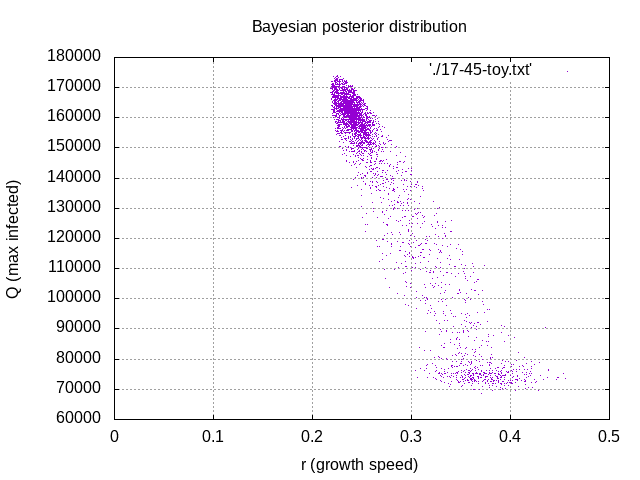 Bayesian posterior distribution
'./17-45-toy.txt'
180000
170000
160000
150000
140000
130000
120000
110000
100000
90000
80000
70000
60000
Q (max infected)
0 0.1 0.2 0.3 0.4 0.5
r (growth speed)